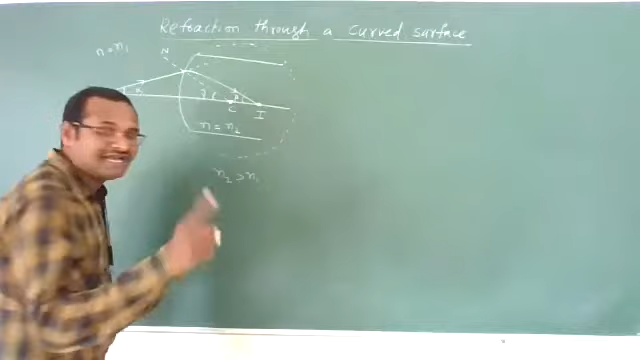 Refraction through a curved surface
n = n₁
N
C I
n = n₂
n₂ > n₁